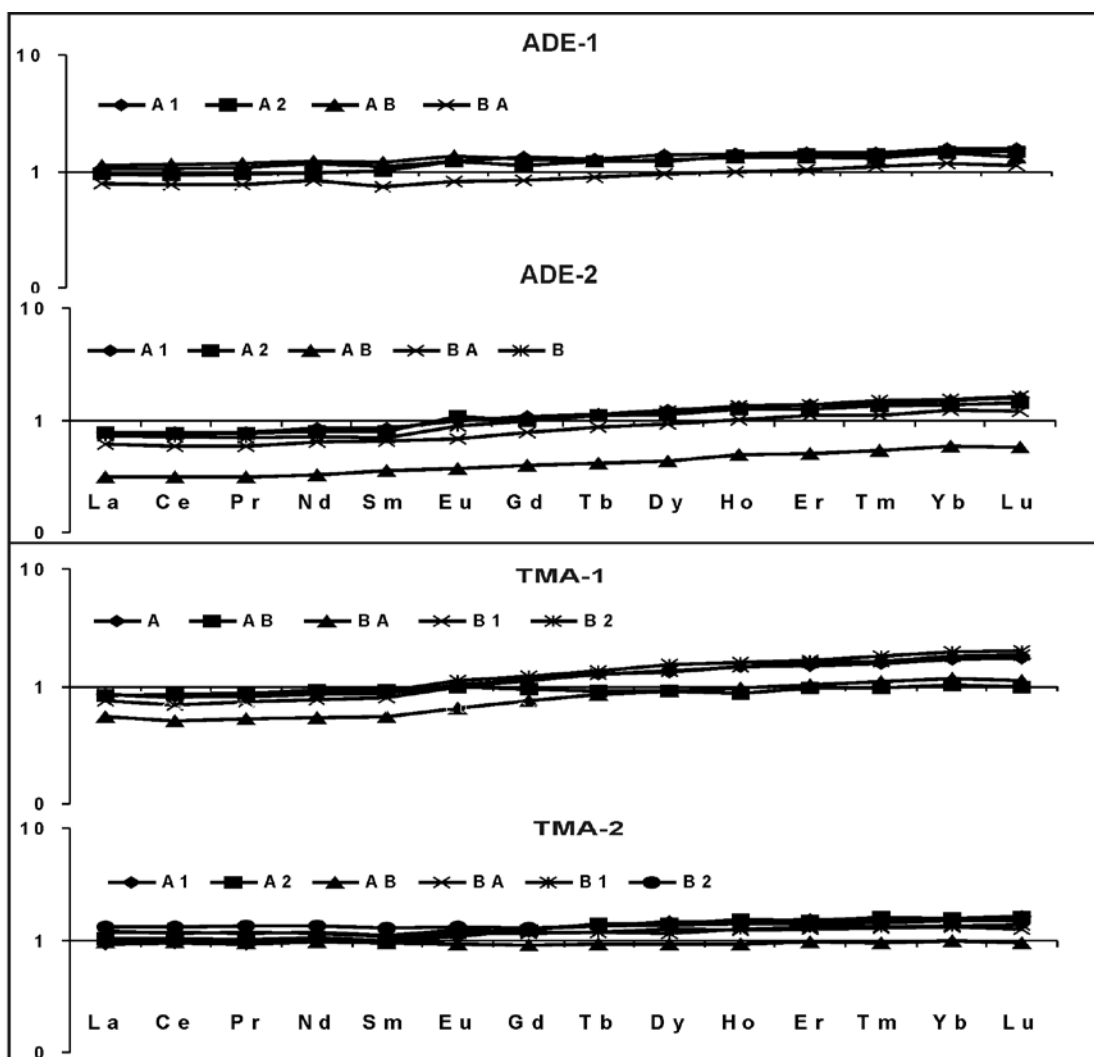 ADE-1
10
A1 A2 AB BA
1
0
ADE-2
10
A1 A2 AB BA B
1
La Ce Pr Nd Sm Eu Gd Tb Dy Ho Er Tm Yb Lu
0
TMA-1
10
A AB BA B1 B2
1
0
TMA-2
10
A1 A2 AB BA B1 B2
1
La Ce Pr Nd Sm Eu Gd Tb Dy Ho Er Tm Yb Lu
0